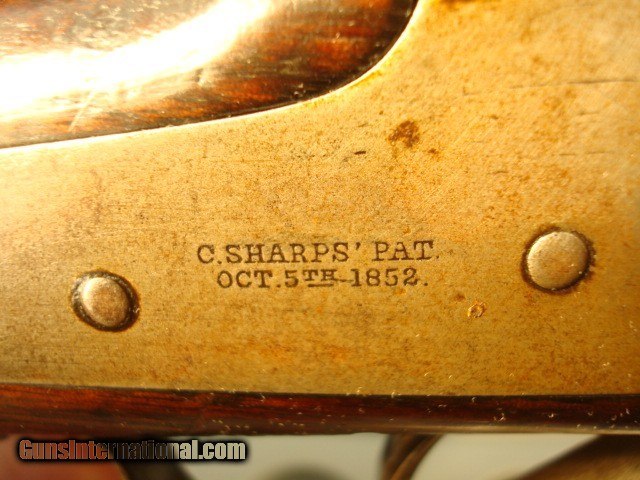 C.SHARPS' PAT.
OCT.5TH 1852.
GunsInternational.com